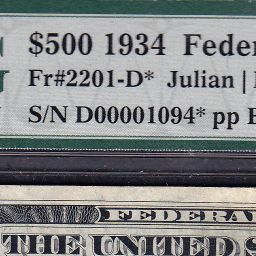 $500 1934 Feder
Fr#2201-D* Julian |
S/N D00001094* pp
FEDERA
THE UNITED S